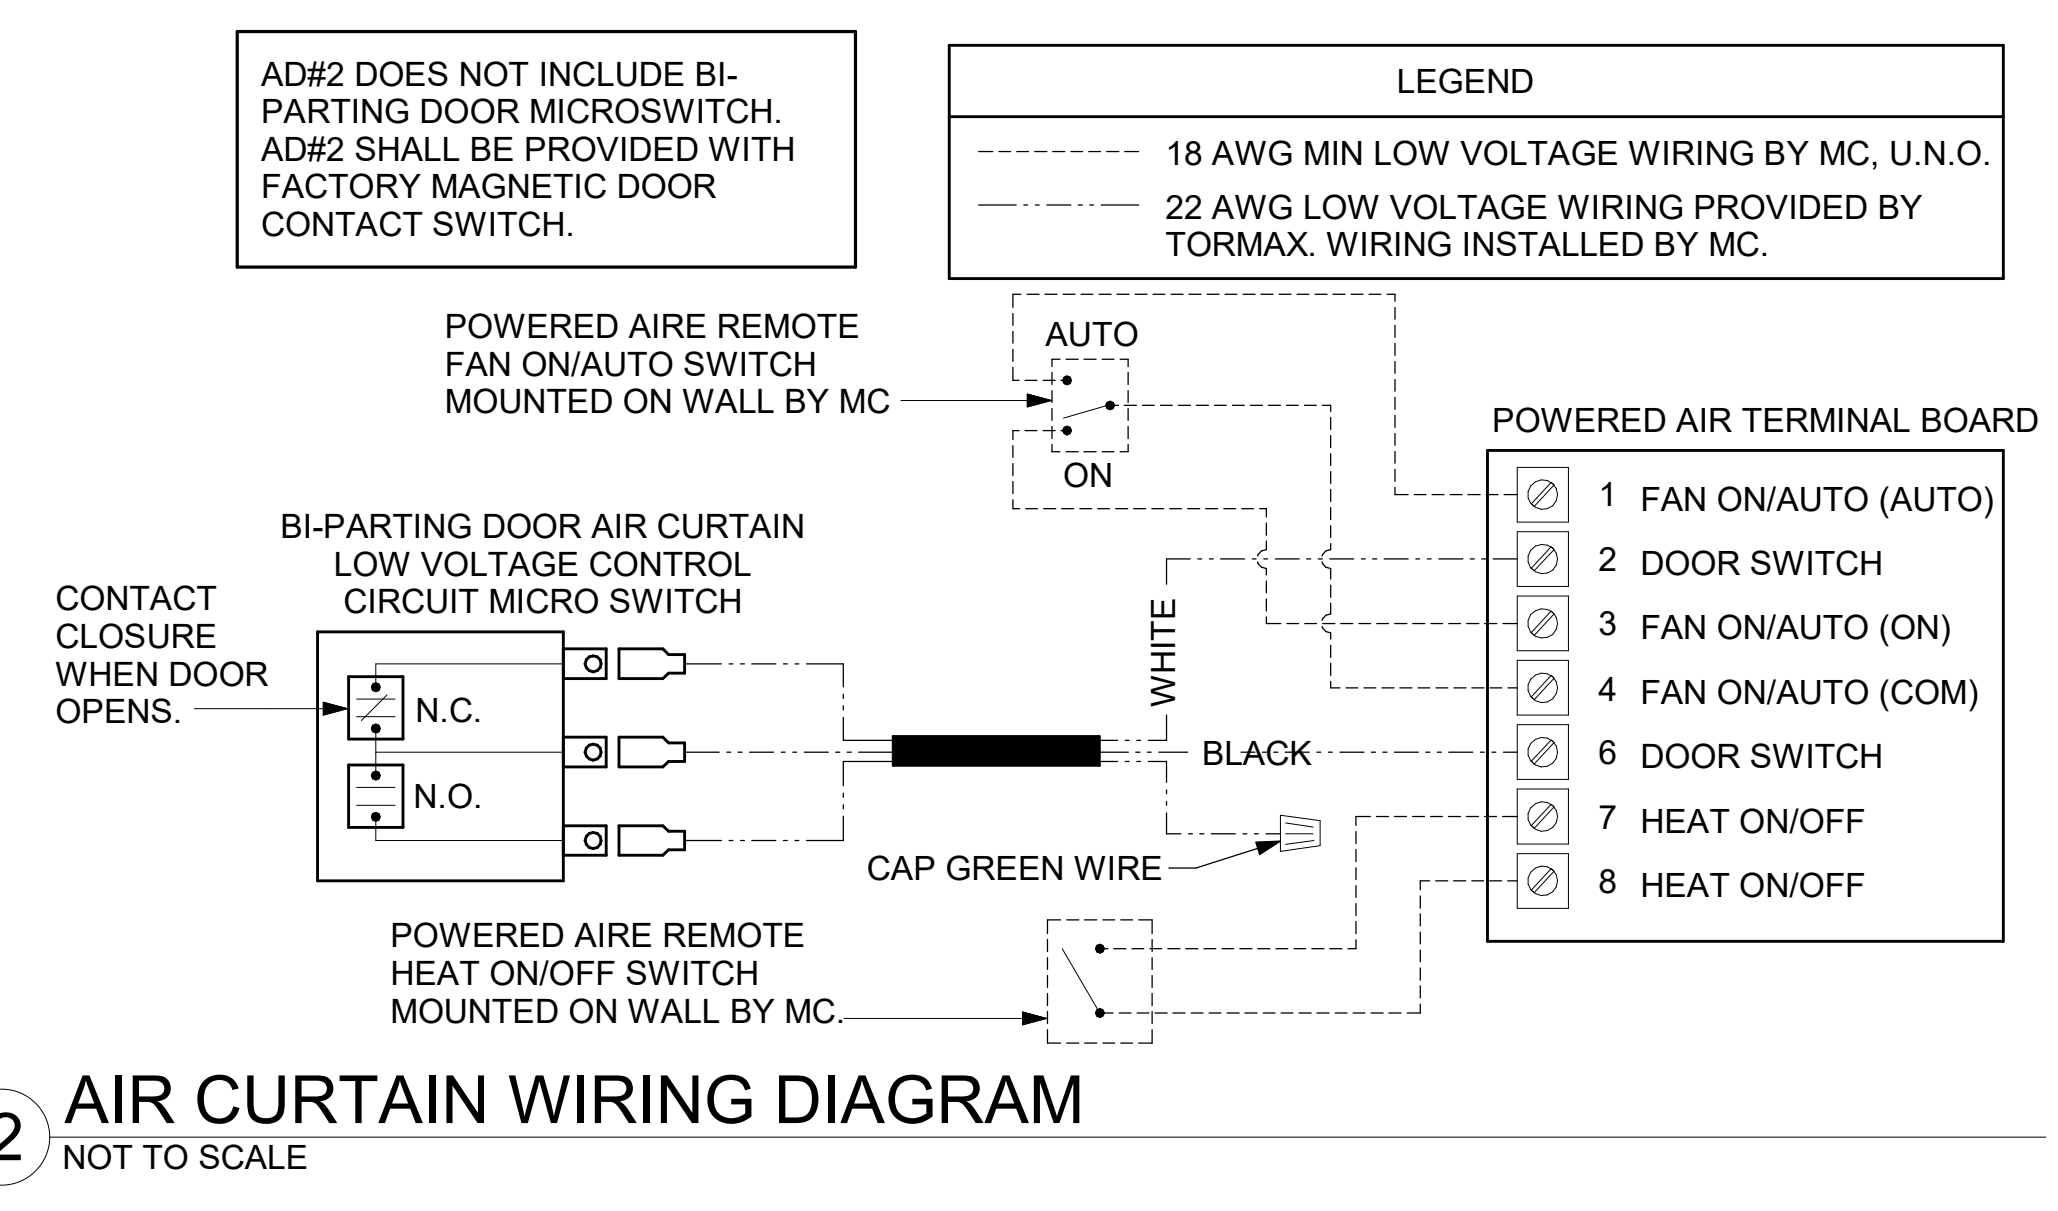 AD#2 DOES NOT INCLUDE BI-
PARTING DOOR MICROSWITCH.
AD#2 SHALL BE PROVIDED WITH
FACTORY MAGNETIC DOOR
CONTACT SWITCH.
LEGEND
18 AWG MIN LOW VOLTAGE WIRING BY MC, U.N.O.
22 AWG LOW VOLTAGE WIRING PROVIDED BY
TORMAX. WIRING INSTALLED BY MC.
POWERED AIRE REMOTE
FAN ON/AUTO SWITCH
MOUNTED ON WALL BY MC
AUTO
ON
POWERED AIR TERMINAL BOARD
1 FAN ON/AUTO (AUTO)
2 DOOR SWITCH
3 FAN ON/AUTO (ON)
4 FAN ON/AUTO (COM)
6 DOOR SWITCH
7 HEAT ON/OFF
8 HEAT ON/OFF
BI-PARTING DOOR AIR CURTAIN
LOW VOLTAGE CONTROL
CIRCUIT MICRO SWITCH
CONTACT
CLOSURE
WHEN DOOR
OPENS.
N.C.
N.O.
WHITE
BLACK
CAP GREEN WIRE
POWERED AIRE REMOTE
HEAT ON/OFF SWITCH
MOUNTED ON WALL BY MC.
2
AIR CURTAIN WIRING DIAGRAM
NOT TO SCALE